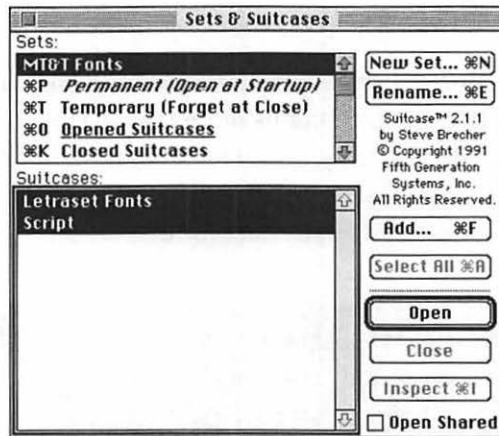 Sets & Suitcases
Sets:
MT&T Fonts
⌘P Permanent (Open at Startup)
⌘T Temporary (Forget at Close)
⌘O Opened Suitcases
⌘K Closed Suitcases
Suitcases:
Letraset Fonts
Script
New Set... ⌘N
Rename... ⌘E
Suitcase™ 2.1.1
by Steve Brecher
© Copyright 1991
Fifth Generation
Systems, Inc.
All Rights Reserved.
Add... ⌘F
Select All ⌘A
Open
Close
Inspect ⌘I
Open Shared